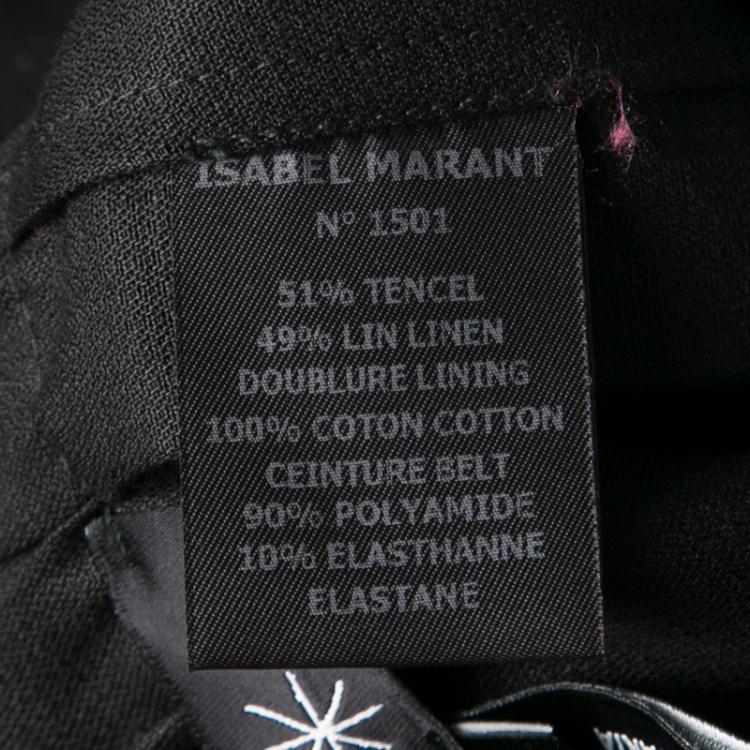 ISABEL MARANT
N° 1501
51% TENCEL
49% LIN LINEN
DOUBLURE LINING
100% COTON COTTON
CEINTURE BELT
90% POLYAMIDE
10% ELASTHANNE
ELASTANE